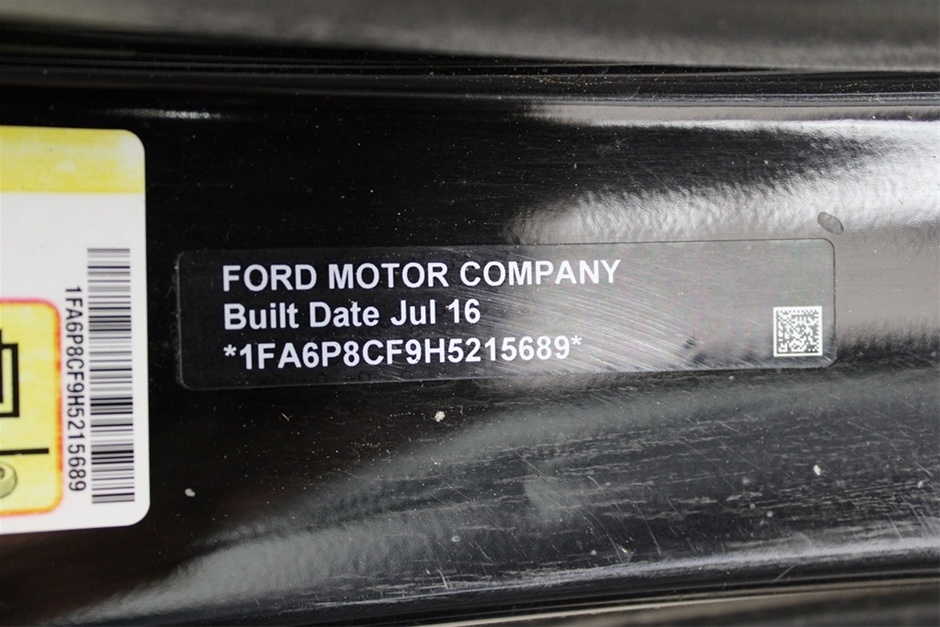 FORD MOTOR COMPANY
Built Date Jul 16
*1FA6P8CF9H5215689*
1FA6P8CF9H5215689